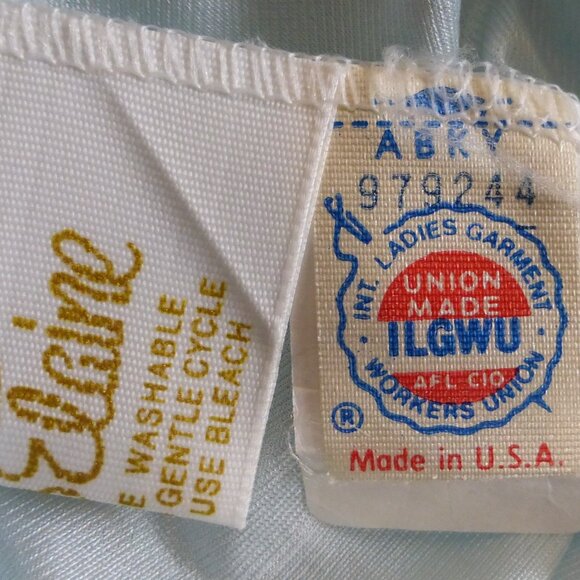 Elaine
E WASHABLE
GENTLE CYCLE
USE BLEACH
ABRY
979244
INT. LADIES GARMENT
WORKERS UNION
UNION
MADE
ILGWU
AFL-CIO
®
Made in U.S.A.